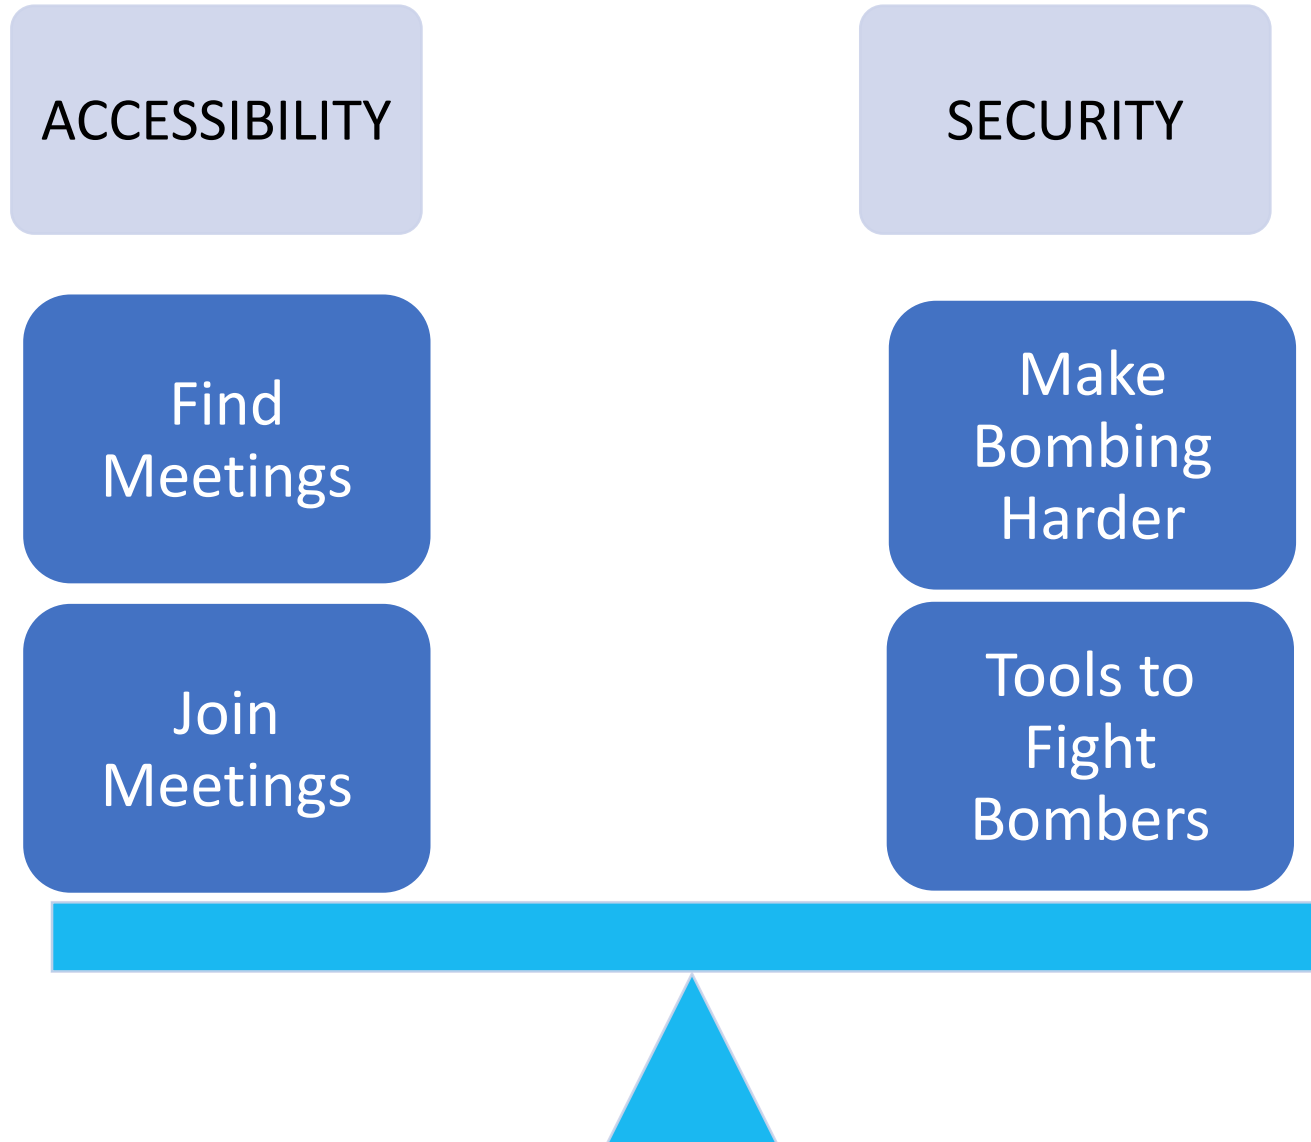 ACCESSIBILITY
SECURITY
Find
Meetings
Make
Bombing
Harder
Join
Meetings
Tools to
Fight
Bombers